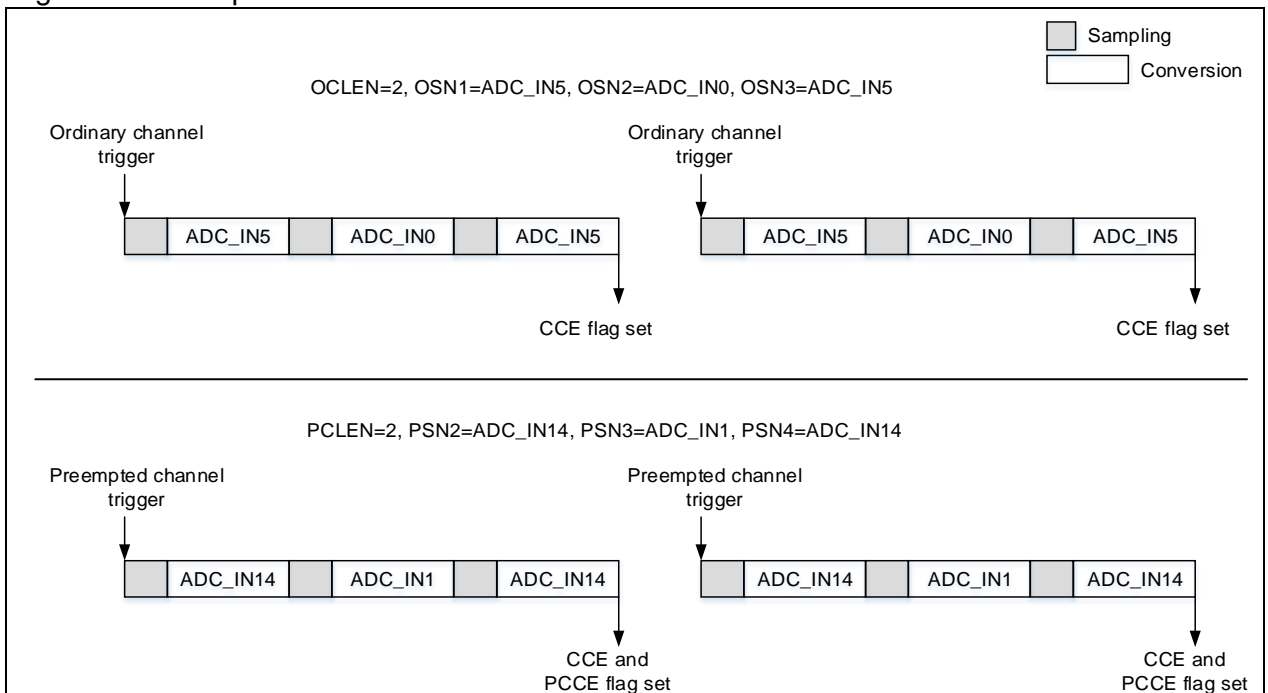 Sampling
Conversion
OCLEN=2, OSN1=ADC_IN5, OSN2=ADC_IN0, OSN3=ADC_IN5
Ordinary channel
trigger
Ordinary channel
trigger
ADC_IN5 ADC_IN0 ADC_IN5
ADC_IN5 ADC_IN0 ADC_IN5
CCE flag set
CCE flag set
PCLEN=2, PSN2=ADC_IN14, PSN3=ADC_IN1, PSN4=ADC_IN14
Preempted channel
trigger
Preempted channel
trigger
ADC_IN14 ADC_IN1 ADC_IN14
ADC_IN14 ADC_IN1 ADC_IN14
CCE and
PCCE flag set
CCE and
PCCE flag set